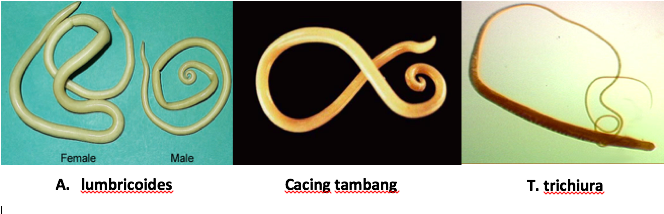 Female Male
A. lumbricoides Cacing tambang T. trichiura